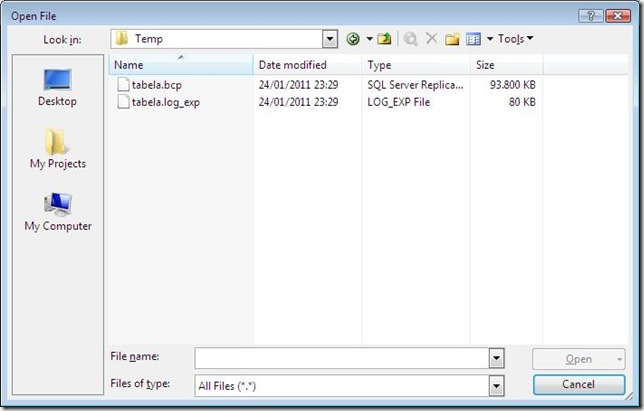 Open File
Look in: Temp Tools
Name Date modified Type Size
tabela.bcp 24/01/2011 23:29 SQL Server Replica... 93.800 KB
tabela.log_exp 24/01/2011 23:29 LOG_EXP File 80 KB
Desktop
My Projects
My Computer
File name: Open
Files of type: All Files (*.*) Cancel